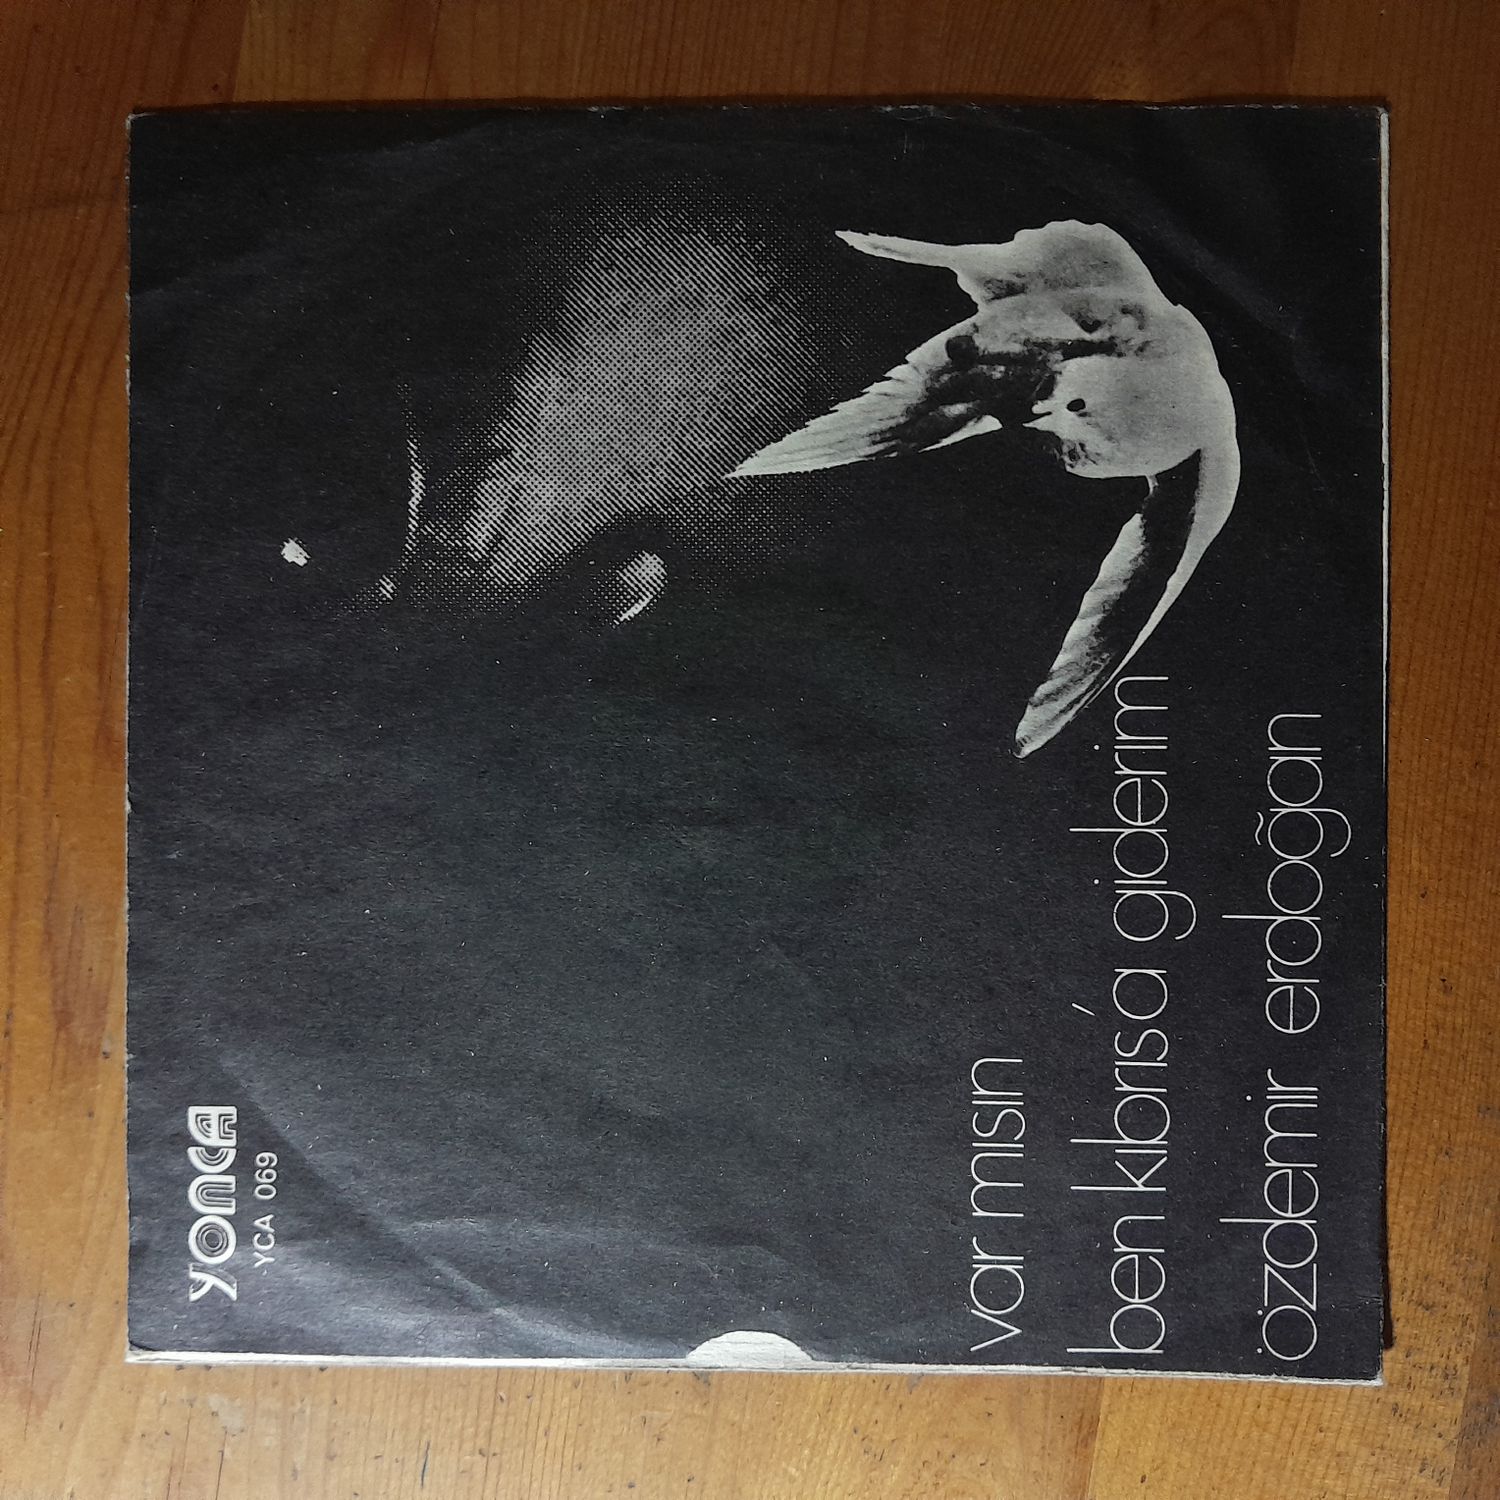 YONCA
YCA 069
var mısın
ben kıbrıs'a giderim
özdemir erdoğan